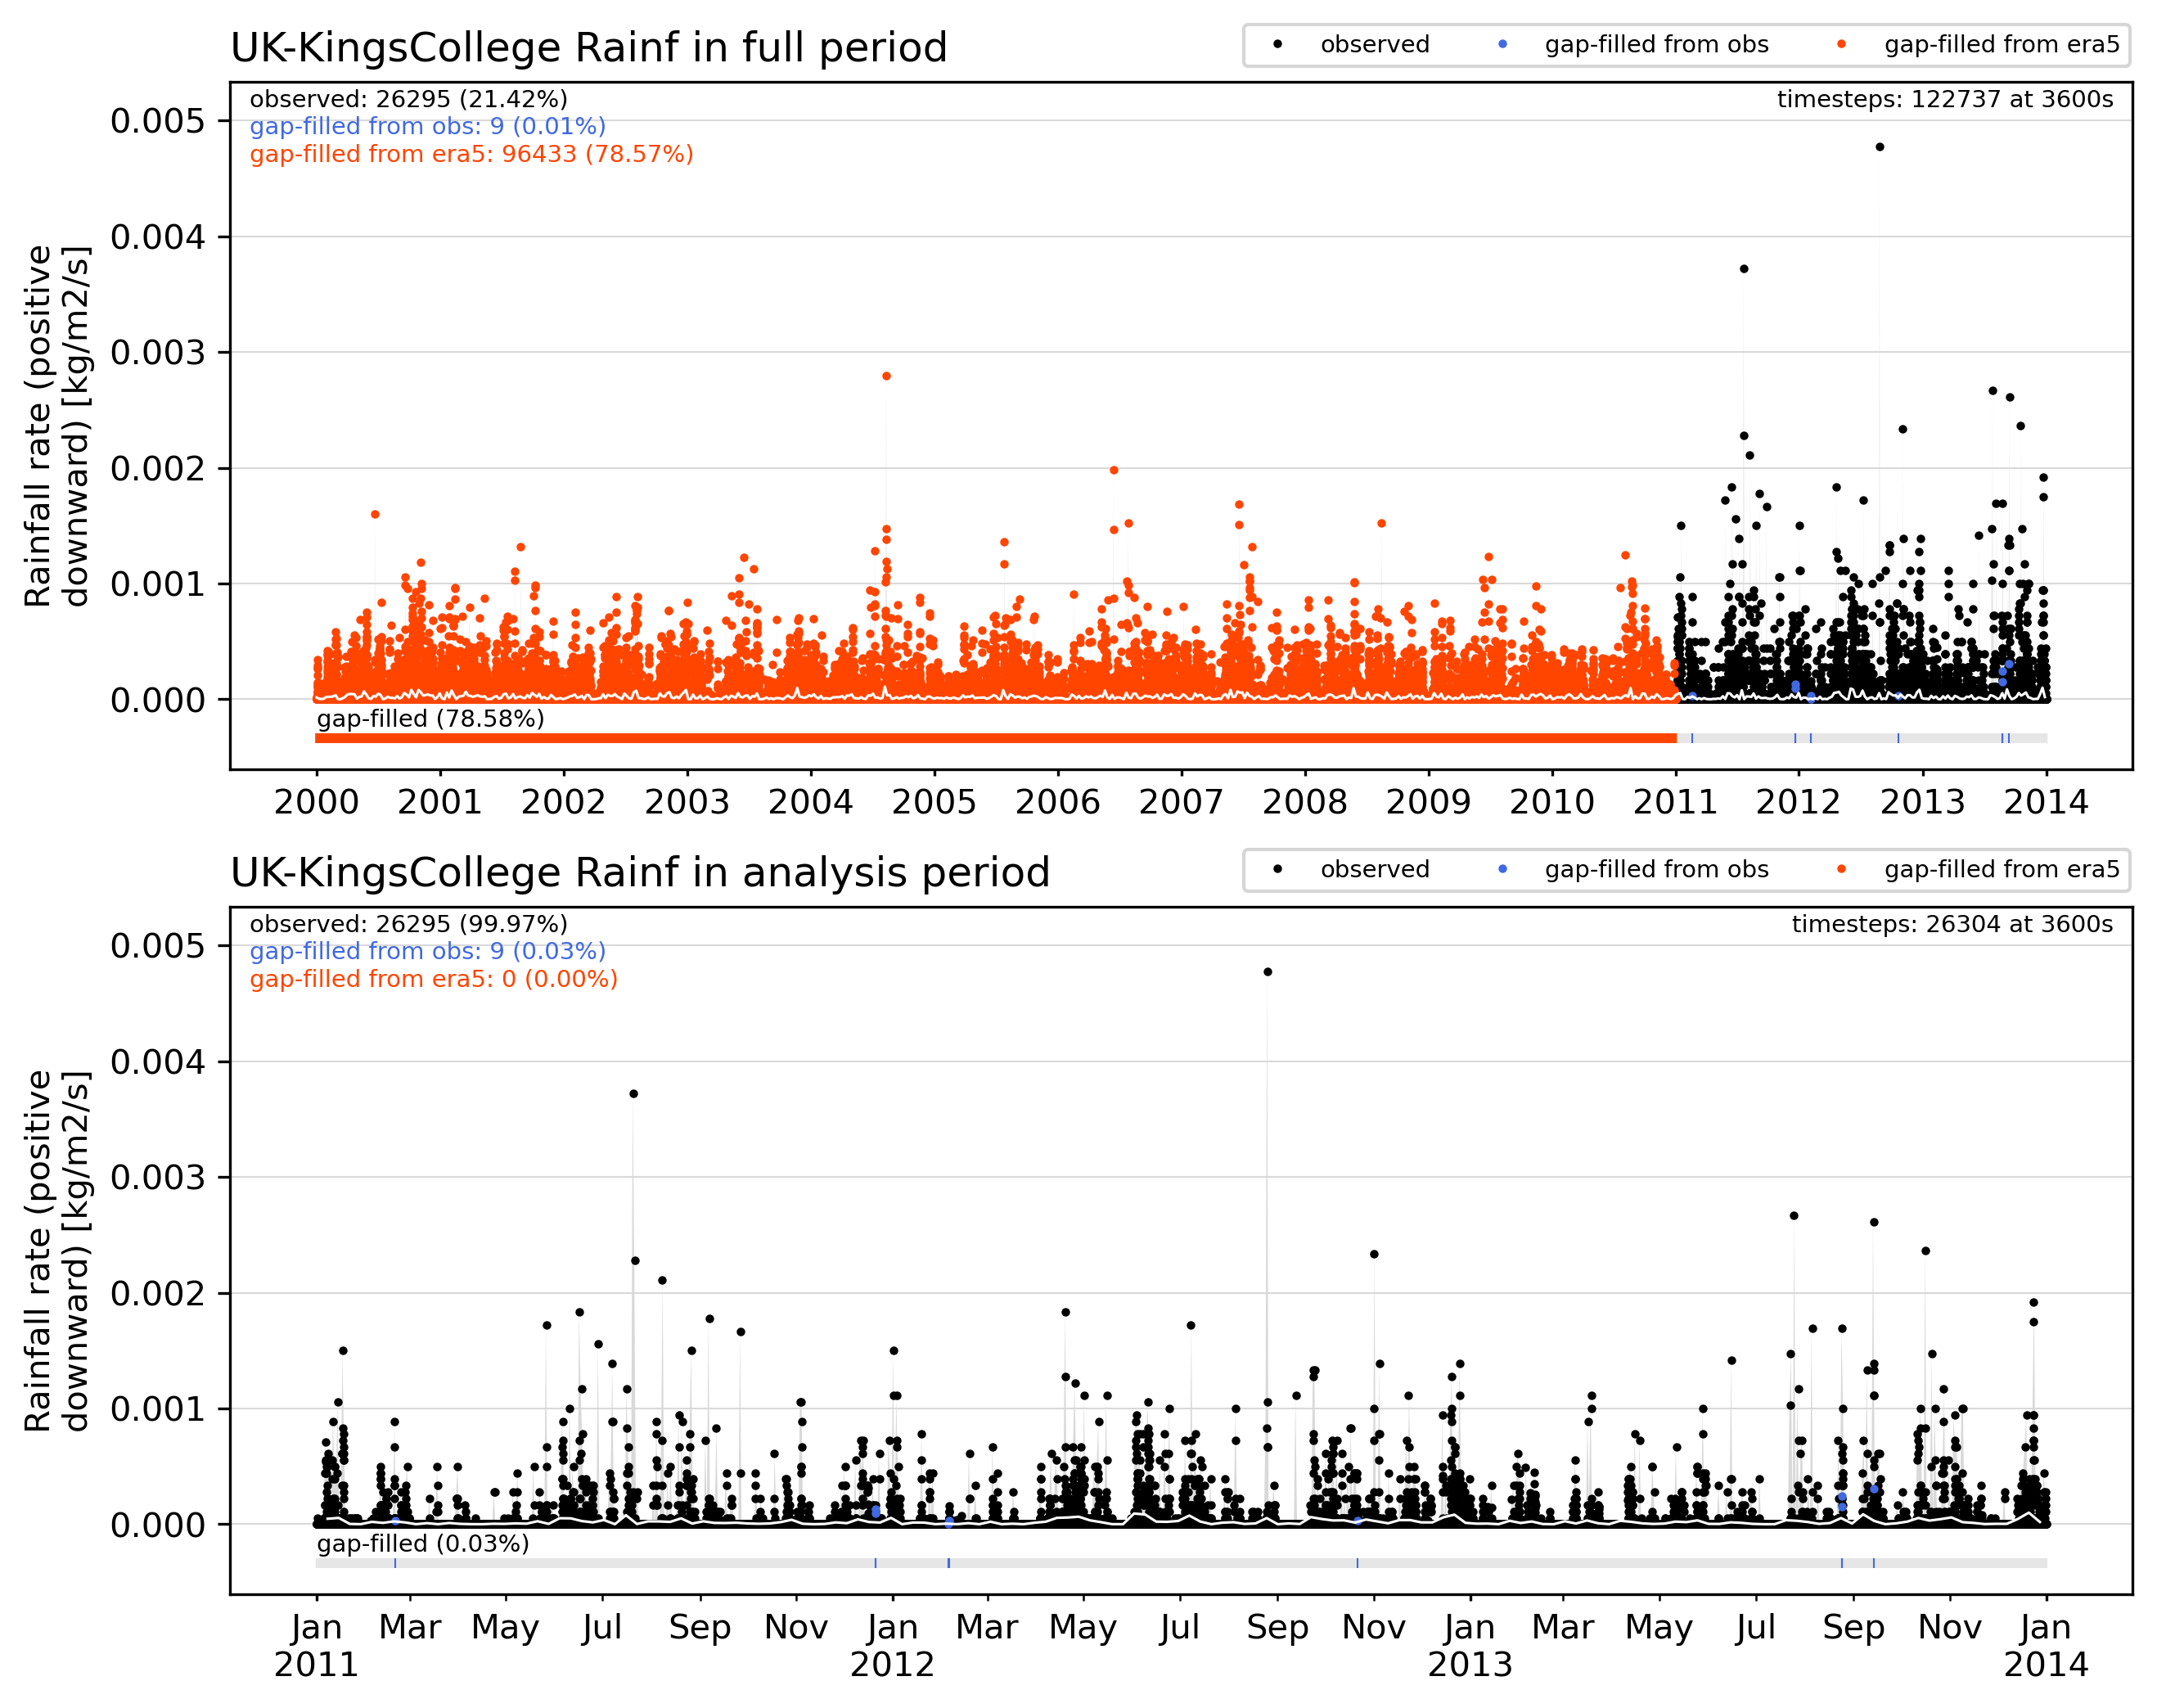 UK-KingsCollege Rainf in full period
observed gap-filled from obs gap-filled from era5
observed: 26295 (21.42%)
gap-filled from obs: 9 (0.01%)
gap-filled from era5: 96433 (78.57%)
timesteps: 122737 at 3600s
Rainfall rate (positive
downward) [kg/m2/s]
0.005
0.004
0.003
0.002
0.001
0.000
gap-filled (78.58%)
2000 2001 2002 2003 2004 2005 2006 2007 2008 2009 2010 2011 2012 2013 2014
UK-KingsCollege Rainf in analysis period
observed gap-filled from obs gap-filled from era5
observed: 26295 (99.97%)
gap-filled from obs: 9 (0.03%)
gap-filled from era5: 0 (0.00%)
timesteps: 26304 at 3600s
Rainfall rate (positive
downward) [kg/m2/s]
0.005
0.004
0.003
0.002
0.001
0.000
gap-filled (0.03%)
Jan Mar May Jul Sep Nov Jan Mar May Jul Sep Nov Jan Mar May Jul Sep Nov Jan
2011 2012 2013 2014